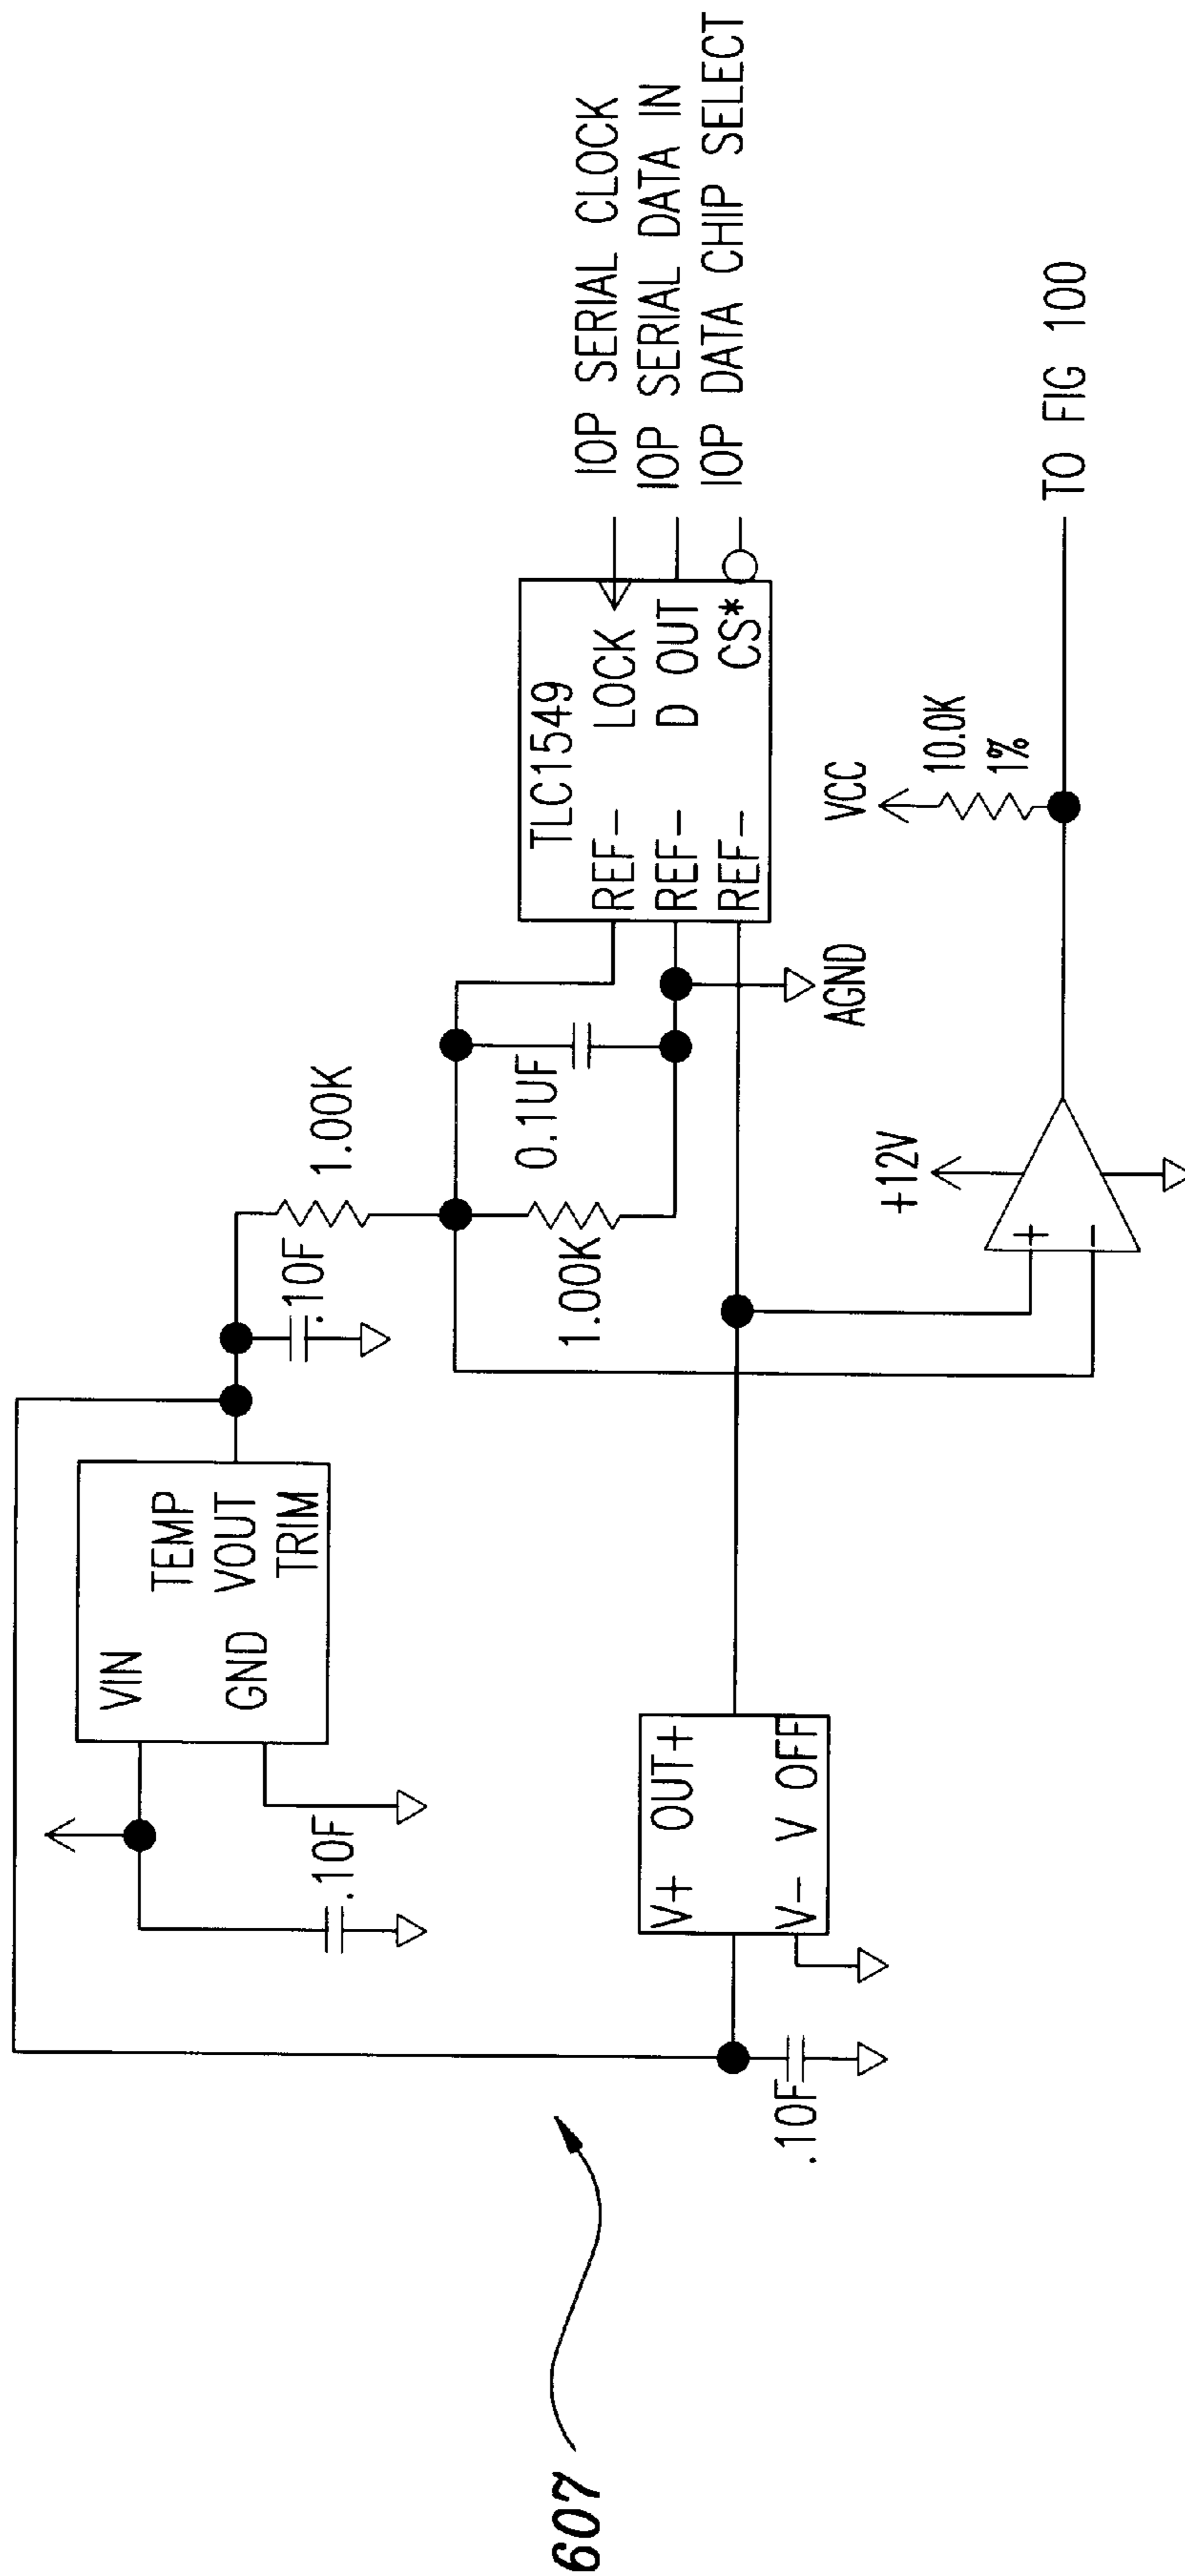 607
VIN
TEMP
VOUT
GND
TRIM
.10F
.10F
1.00K
1.00K
0.1UF
TLC1549
REF-
LOCK
REF-
D OUT
REF-
CS*
IOP SERIAL CLOCK
IOP SERIAL DATA IN
IOP DATA CHIP SELECT
AGND
V+ OUT+
V- V OFF
.10F
+12V
+
-
VCC
10.0K
1%
TO FIG 100